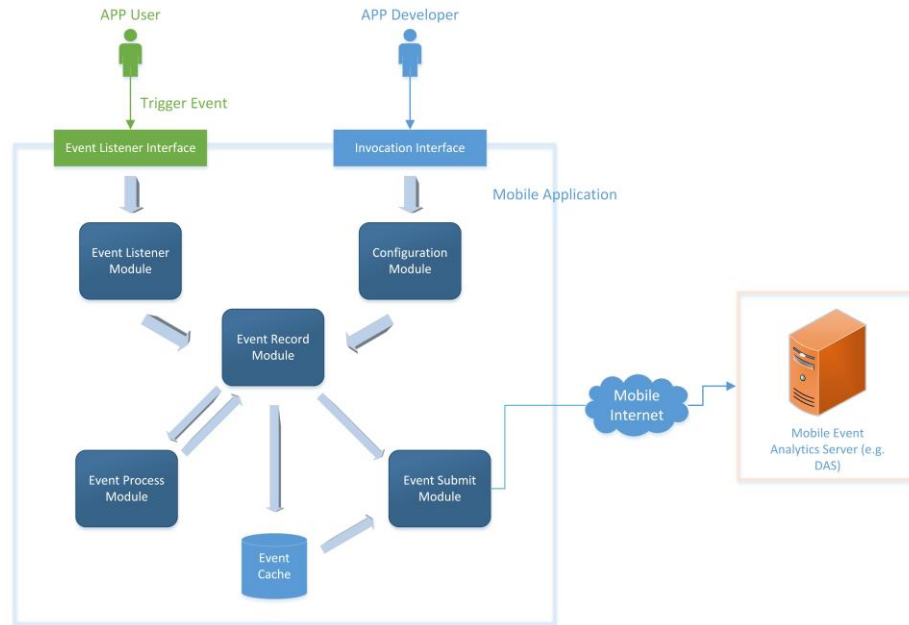 APP User
APP Developer
Trigger Event
Event Listener Interface
Invocation Interface
Mobile Application
Event Listener
Module
Configuration
Module
Event Record
Module
Mobile
Internet
Mobile Event
Analytics Server (e.g.
DAS)
Event Process
Module
Event Submit
Module
Event
Cache